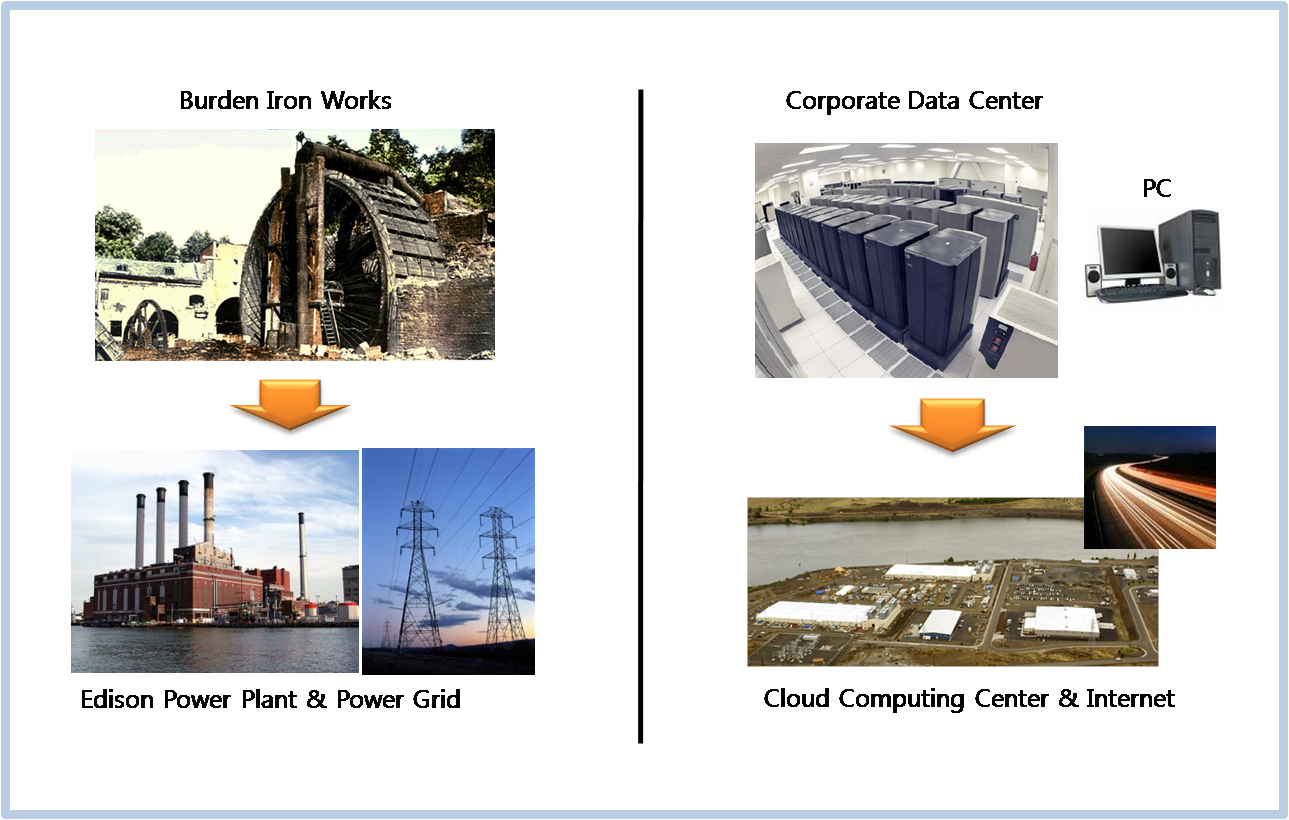 Burden Iron Works
Corporate Data Center
PC
Edison Power Plant & Power Grid
Cloud Computing Center & Internet